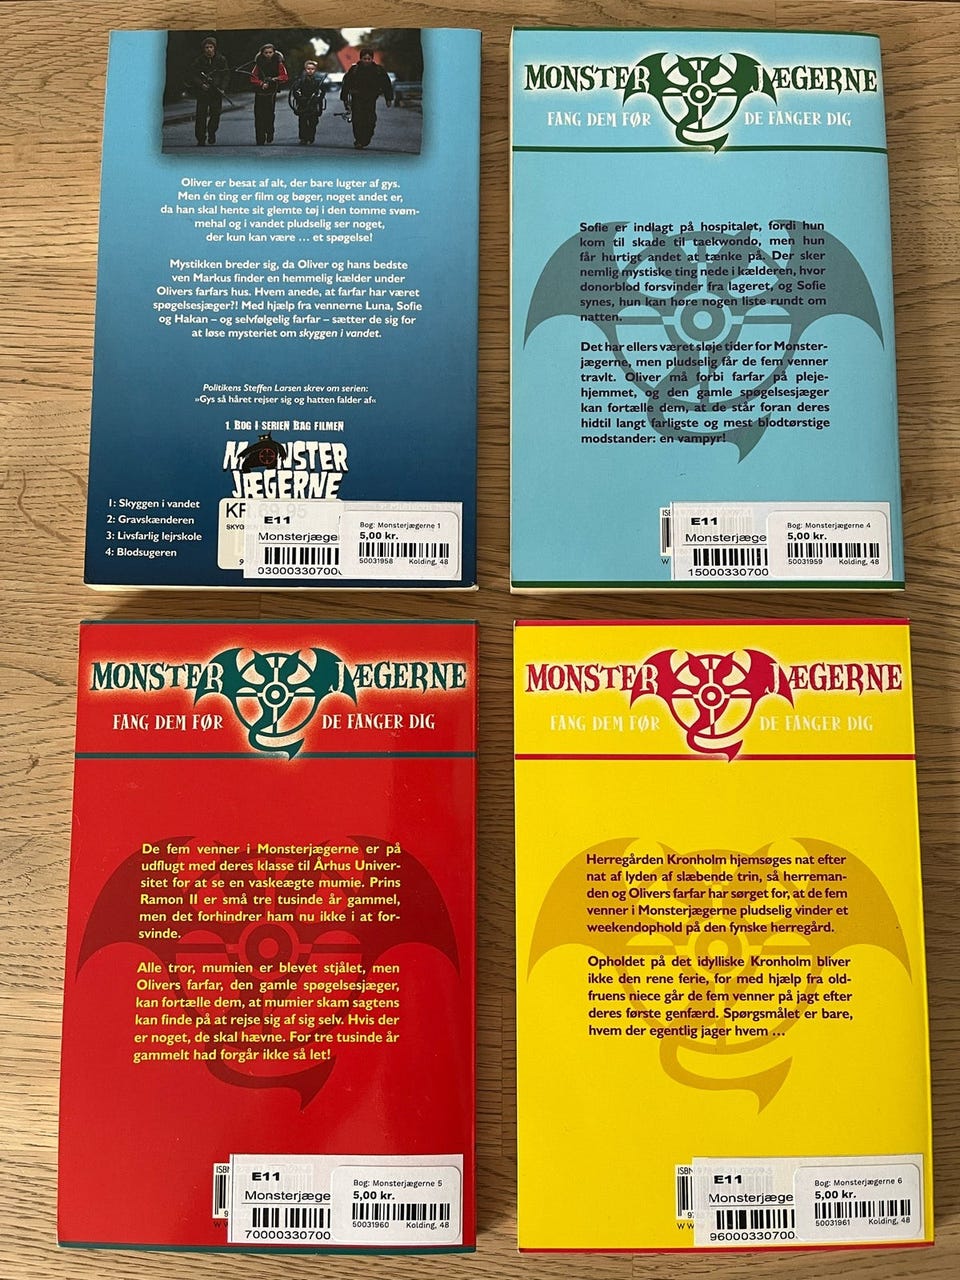 Oliver er besat af alt, der bare lugter af gys.
Men én ting er film og bøger, noget andet er,
da han skal hente sit glemte tøj i den tomme svøm-
mehal og i vandet pludselig ser noget,
der kun kan være ... et spøgelse!
Mystikken breder sig, da Oliver og hans bedste
ven Markus finder en hemmelig kælder under
Olivers farfars hus. Hvem anede, at farfar har været
spøgelsesjæger?! Med hjælp fra vennerne Luna, Sofie
og Hakan – og selvfølgelig farfar – sætter de sig for
at løse mysteriet om skyggen i vandet.
Politikens Steffen Larsen skrev om serien:
»Gys så håret rejser sig og hatten falder af«
1. BOG I SERIEN BAG FILMEN
MONSTER
JÆGERNE
1: Skyggen i vandet
2: Gravskænderen
3: Livsfarlig lejrskole
4: Blodsugeren
E11
Monsterjæge
03000330700
Bog: Monsterjægerne 1
5,00 kr.
50031958 Kolding, 48
MONSTER JÆGERNE
FANG DEM FØR DE FANGER DIG
Sofie er indlagt på hospitalet, fordi hun
kom til skade til taekwondo, men hun
får hurtigt andet at tænke på. Der sker
nemlig mystiske ting nede i kælderen, hvor
donorblod forsvinder fra lageret, og Sofie
synes, hun kan høre nogen liste rundt om
natten.
Det har ellers været sløje tider for Monster-
jægerne, men pludselig får de fem venner
travlt. Oliver må forbi farfar på pleje-
hjemmet, og den gamle spøgelsesjæger
kan fortælle dem, at de står foran deres
hidtil langt farligste og mest blodtørstige
modstander: en vampyr!
ISB
E11
Monsterjæge
15000330700
Bog: Monsterjægerne 4
5,00 kr.
50031959 Kolding, 48
MONSTER JÆGERNE
FANG DEM FØR DE FANGER DIG
De fem venner i Monsterjægerne er på
udflugt med deres klasse til Århus Univer-
sitet for at se en vaskeægte mumie. Prins
Ramon II er små tre tusinde år gammel,
men det forhindrer ham nu ikke i at for-
svinde.
Alle tror, mumien er blevet stjålet, men
Olivers farfar, den gamle spøgelsesjæger,
kan fortælle dem, at mumier skam sagtens
kan finde på at rejse sig af sig selv. Hvis der
er noget, de skal hævne. For tre tusinde år
gammelt had forgår ikke så let!
ISBN
E11
Monsterjæge
70000330700
Bog: Monsterjægerne 5
5,00 kr.
50031960 Kolding, 48
MONSTER JÆGERNE
FANG DEM FØR DE FANGER DIG
Herregården Kronholm hjemsøges nat efter
nat af lyden af slæbende trin, så herreman-
den og Olivers farfar har sørget for, at de fem
venner i Monsterjægerne pludselig vinder et
weekendophold på den fynske herregård.
Opholdet på det idylliske Kronholm bliver
ikke den rene ferie, for med hjælp fra old-
fruens niece går de fem venner på jagt efter
deres første genfærd. Spørgsmålet er bare,
hvem der egentlig jager hvem ...
ISBN
E11
Monsterjæge
96000330700
Bog: Monsterjægerne 6
5,00 kr.
50031961 Kolding, 48